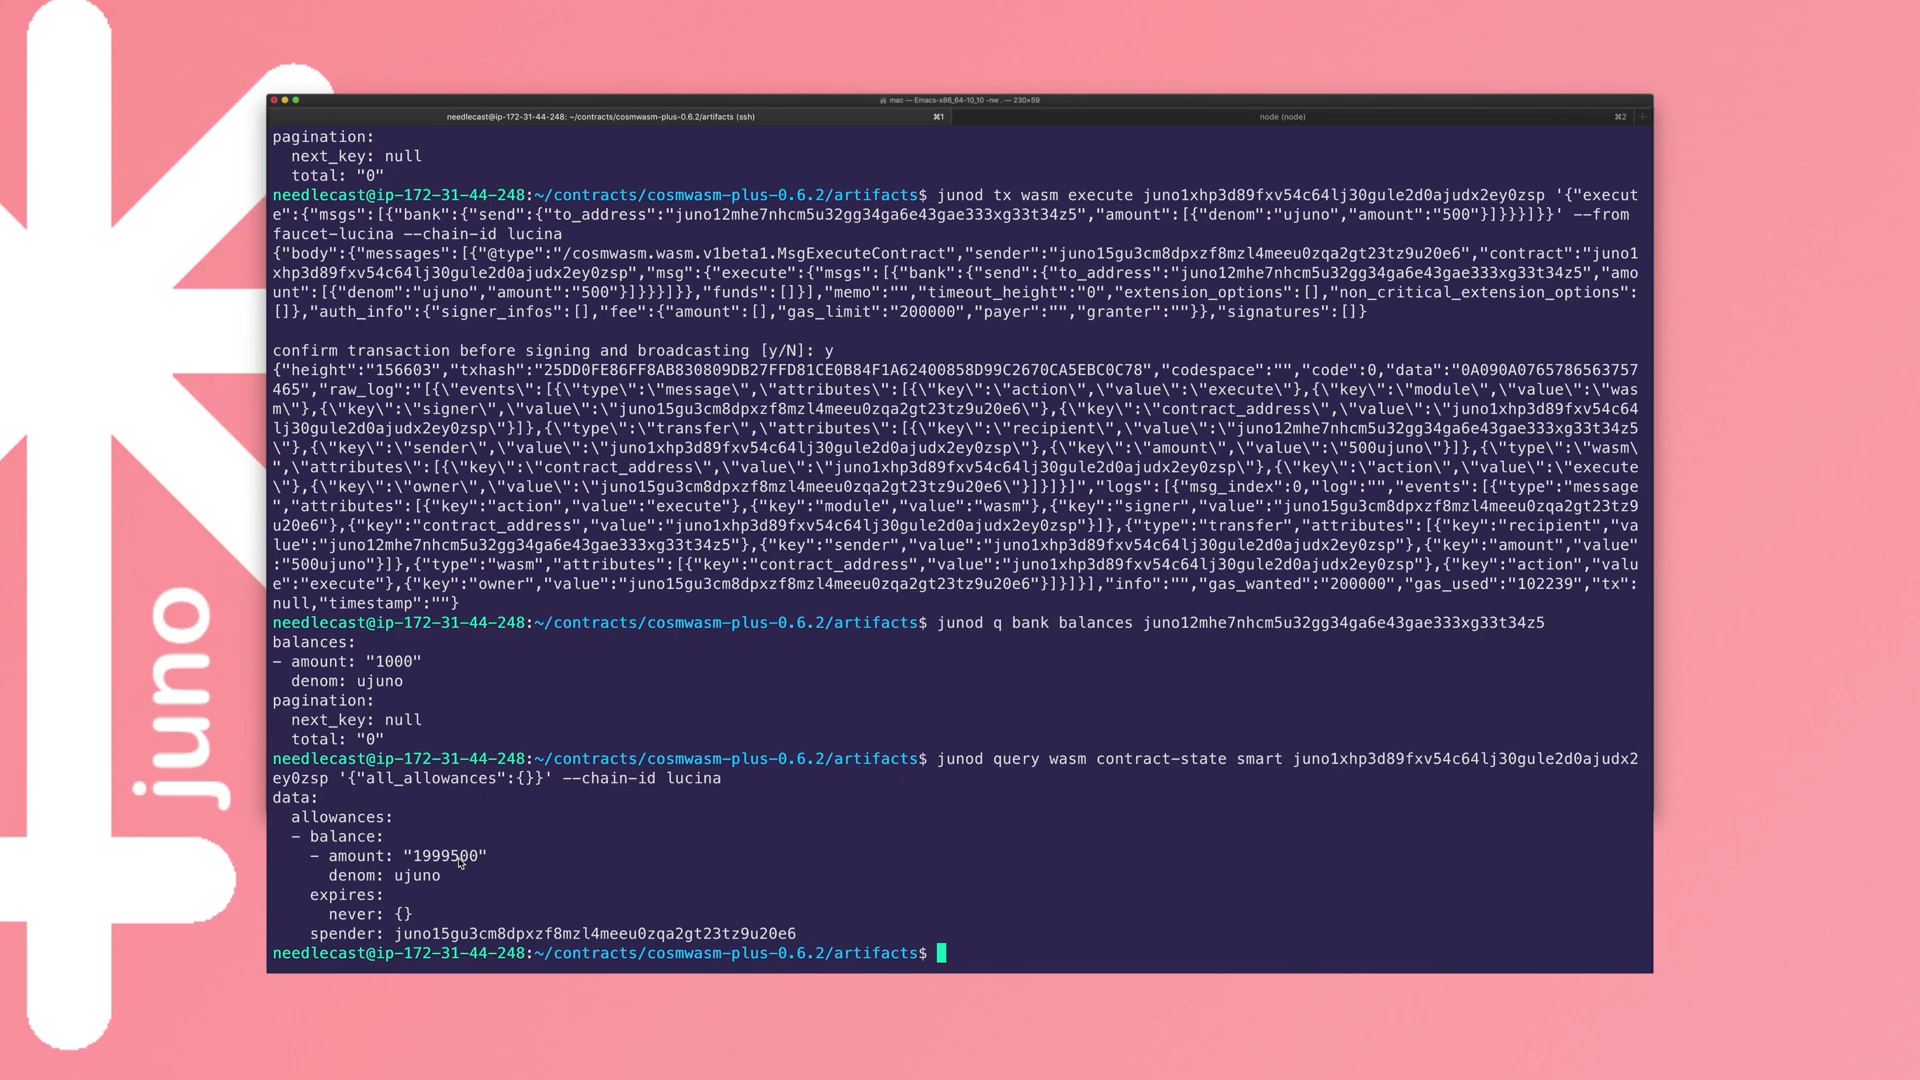 mac — Emacs-x86_64-10_10 -nw . — 230×59
needlecast@ip-172-31-44-248: ~/contracts/cosmwasm-plus-0.6.2/artifacts (ssh) ⌘1 node (node) ⌘2 +
pagination:
next_key: null
total: "0"
needlecast@ip-172-31-44-248:~/contracts/cosmwasm-plus-0.6.2/artifacts$ junod tx wasm execute juno1xhp3d89fxv54c64lj30gule2d0ajudx2ey0zsp '{"execut
e":{"msgs":[{"bank":{"send":{"to_address":"juno12mhe7nhcm5u32gg34ga6e43gae333xg33t34z5","amount":[{"denom":"ujuno","amount":"500"}]}}}]}}' --from
faucet-lucina --chain-id lucina
{"body":{"messages":[{"@type":"/cosmwasm.wasm.v1beta1.MsgExecuteContract","sender":"juno15gu3cm8dpxzf8mzl4meeu0zqa2gt23tz9u20e6","contract":"juno1
xhp3d89fxv54c64lj30gule2d0ajudx2ey0zsp","msg":{"execute":{"msgs":[{"bank":{"send":{"to_address":"juno12mhe7nhcm5u32gg34ga6e43gae333xg33t34z5","amo
unt":[{"denom":"ujuno","amount":"500"}]}}}]}},"funds":[]}],"memo":"","timeout_height":"0","extension_options":[],"non_critical_extension_options":
[]},"auth_info":{"signer_infos":[],"fee":{"amount":[],"gas_limit":"200000","payer":"","granter":""}},"signatures":[]}
confirm transaction before signing and broadcasting [y/N]: y
{"height":"156603","txhash":"25DD0FE86FF8AB830809DB27FFD81CE0B84F1A62400858D99C2670CA5EBC0C78","codespace":"","code":0,"data":"0A090A0765786563757
465","raw_log":"[{\"events\":[{\"type\":\"message\",\"attributes\":[{\"key\":\"action\",\"value\":\"execute\"},{\"key\":\"module\",\"value\":\"was
m\"},{\"key\":\"signer\",\"value\":\"juno15gu3cm8dpxzf8mzl4meeu0zqa2gt23tz9u20e6\"},{\"key\":\"contract_address\",\"value\":\"juno1xhp3d89fxv54c64
lj30gule2d0ajudx2ey0zsp\"}]},{\"type\":\"transfer\",\"attributes\":[{\"key\":\"recipient\",\"value\":\"juno12mhe7nhcm5u32gg34ga6e43gae333xg33t34z5
\"},{\"key\":\"sender\",\"value\":\"juno1xhp3d89fxv54c64lj30gule2d0ajudx2ey0zsp\"},{\"key\":\"amount\",\"value\":\"500ujuno\"}]},{\"type\":\"wasm\
",\"attributes\":[{\"key\":\"contract_address\",\"value\":\"juno1xhp3d89fxv54c64lj30gule2d0ajudx2ey0zsp\"},{\"key\":\"action\",\"value\":\"execute
\"},{\"key\":\"owner\",\"value\":\"juno15gu3cm8dpxzf8mzl4meeu0zqa2gt23tz9u20e6\"}]}]}]","logs":[{"msg_index":0,"log":"","events":[{"type":"message
","attributes":[{"key":"action","value":"execute"},{"key":"module","value":"wasm"},{"key":"signer","value":"juno15gu3cm8dpxzf8mzl4meeu0zqa2gt23tz9
u20e6"},{"key":"contract_address","value":"juno1xhp3d89fxv54c64lj30gule2d0ajudx2ey0zsp"}]},{"type":"transfer","attributes":[{"key":"recipient","va
lue":"juno12mhe7nhcm5u32gg34ga6e43gae333xg33t34z5"},{"key":"sender","value":"juno1xhp3d89fxv54c64lj30gule2d0ajudx2ey0zsp"},{"key":"amount","value"
:"500ujuno"}]},{"type":"wasm","attributes":[{"key":"contract_address","value":"juno1xhp3d89fxv54c64lj30gule2d0ajudx2ey0zsp"},{"key":"action","valu
e":"execute"},{"key":"owner","value":"juno15gu3cm8dpxzf8mzl4meeu0zqa2gt23tz9u20e6"}]}]}],"info":"","gas_wanted":"200000","gas_used":"102239","tx":
null,"timestamp":""}
needlecast@ip-172-31-44-248:~/contracts/cosmwasm-plus-0.6.2/artifacts$ junod q bank balances juno12mhe7nhcm5u32gg34ga6e43gae333xg33t34z5
balances:
- amount: "1000"
denom: ujuno
pagination:
next_key: null
total: "0"
needlecast@ip-172-31-44-248:~/contracts/cosmwasm-plus-0.6.2/artifacts$ junod query wasm contract-state smart juno1xhp3d89fxv54c64lj30gule2d0ajudx2
ey0zsp '{"all_allowances":{}}' --chain-id lucina
data:
allowances:
- balance:
- amount: "1999500"
denom: ujuno
expires:
never: {}
spender: juno15gu3cm8dpxzf8mzl4meeu0zqa2gt23tz9u20e6
needlecast@ip-172-31-44-248:~/contracts/cosmwasm-plus-0.6.2/artifacts$
juno